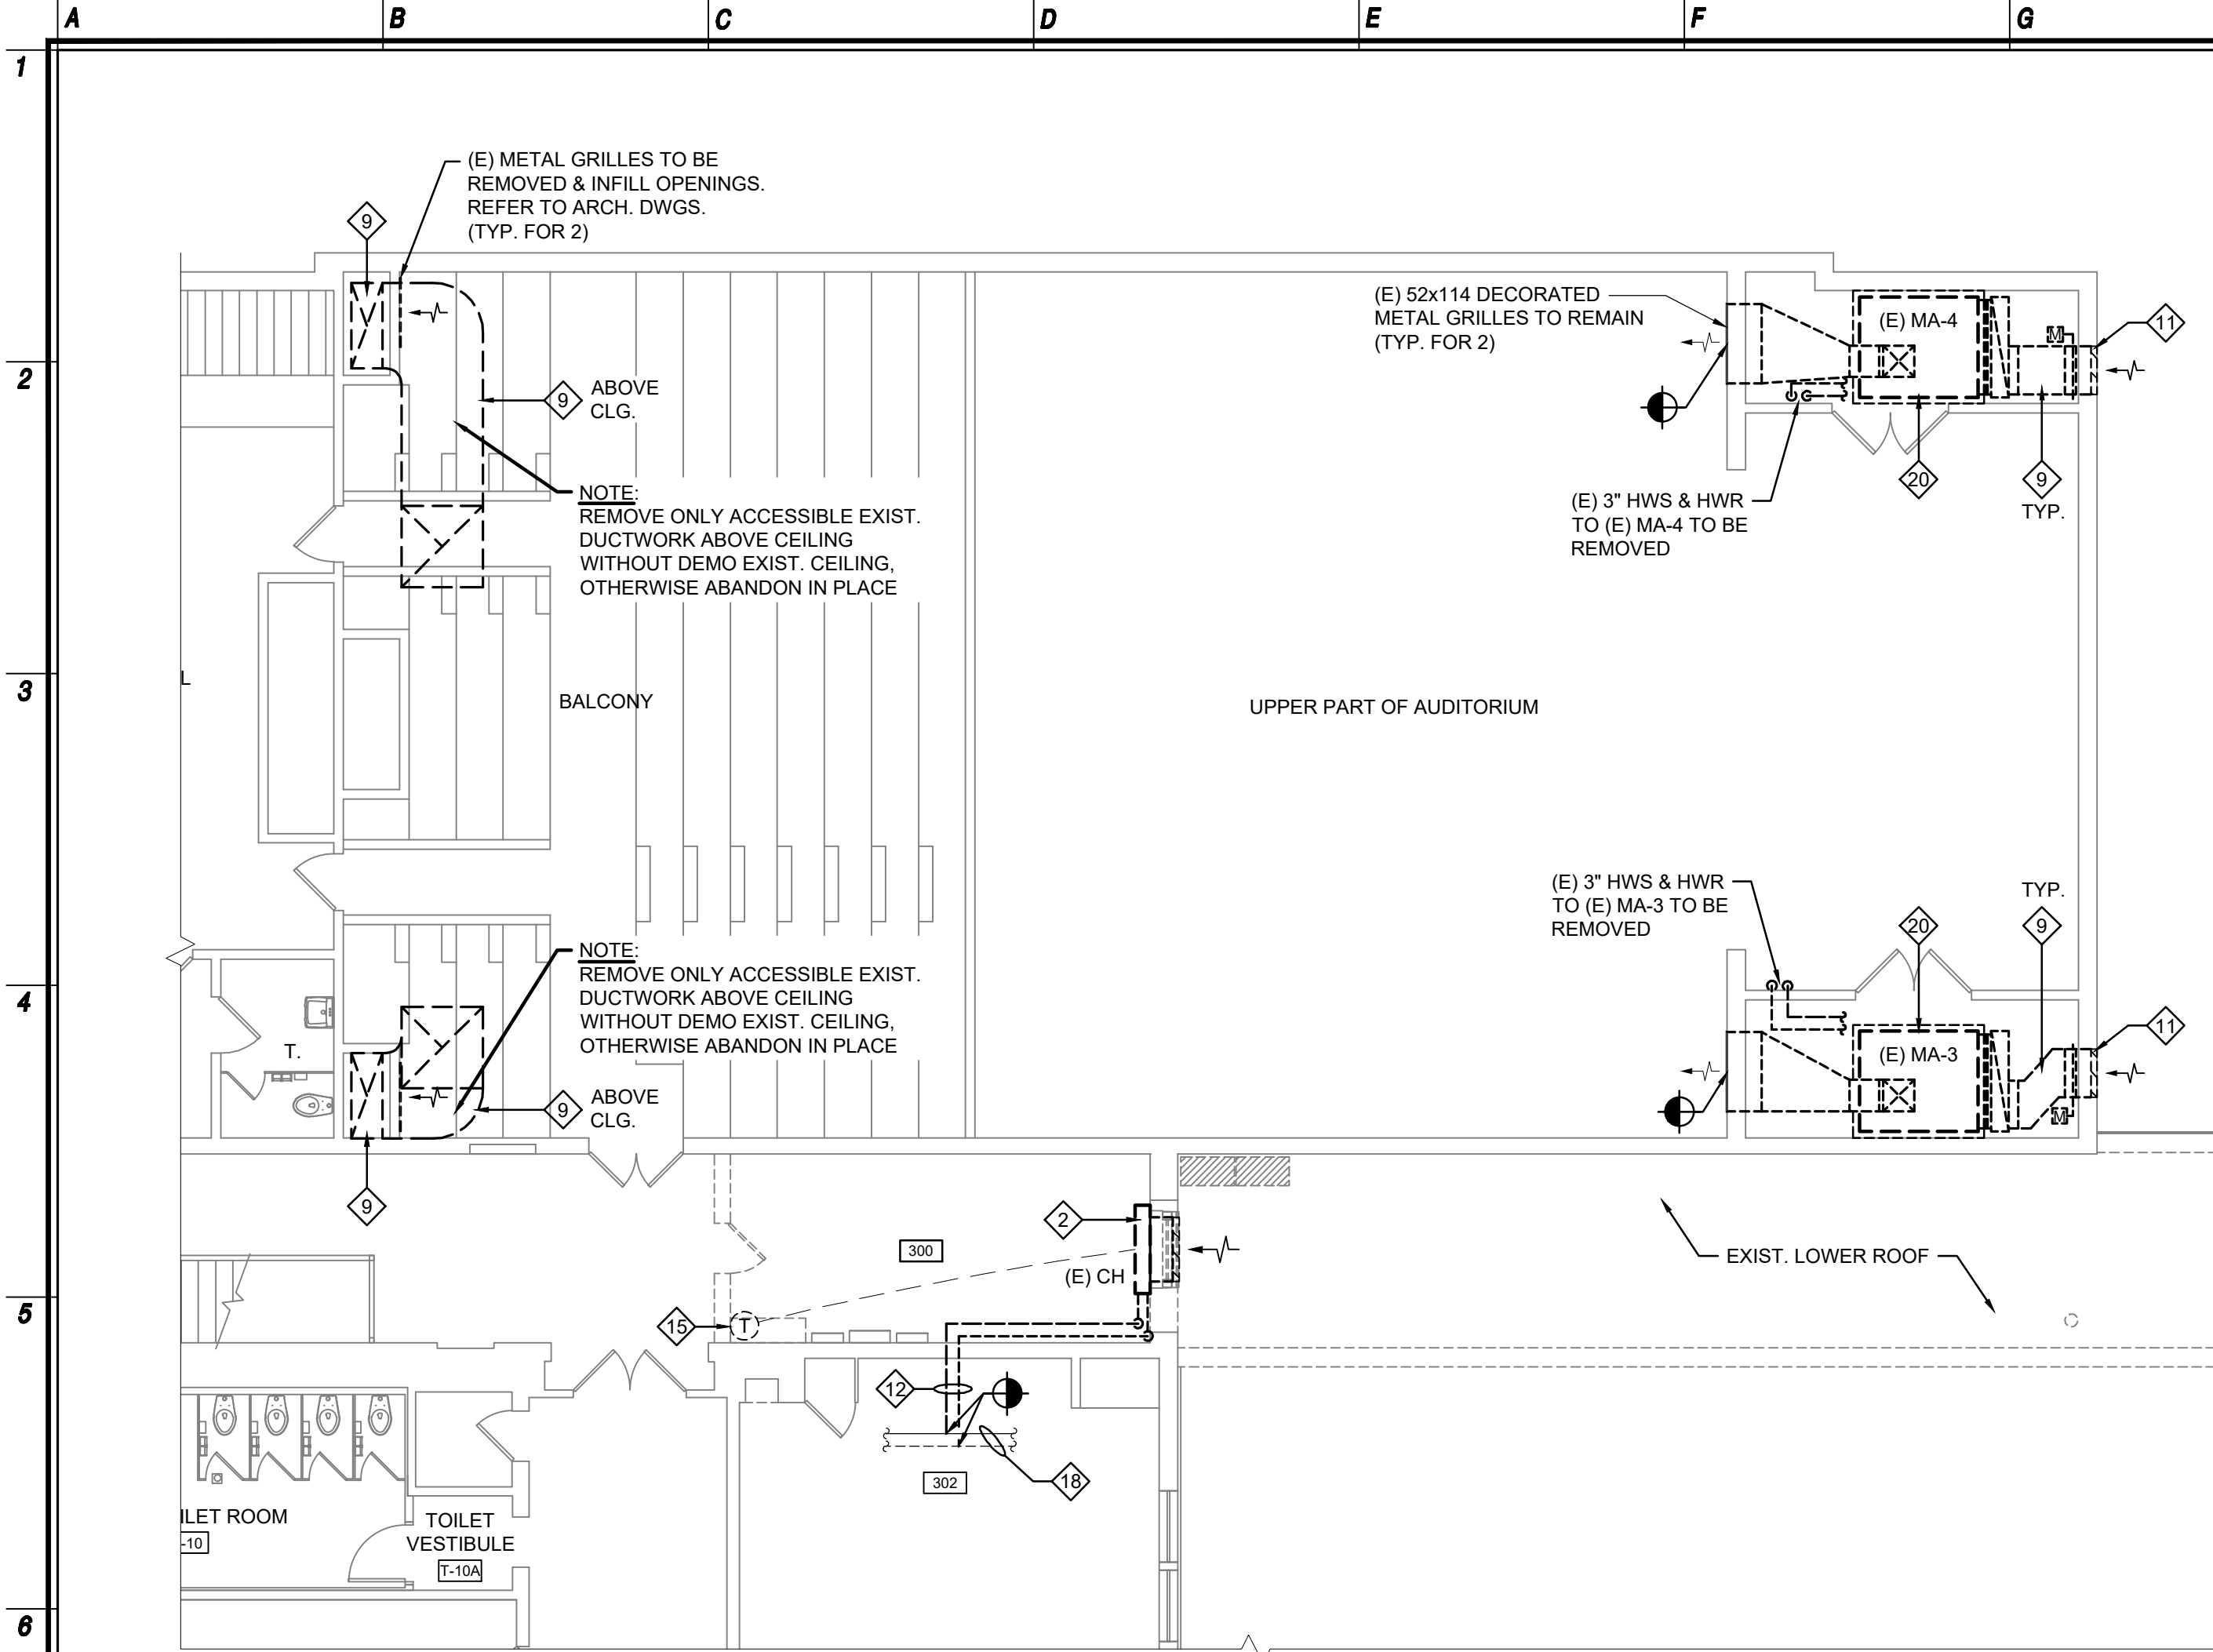 A B C D E F G
1
(E) METAL GRILLES TO BE
REMOVED & INFILL OPENINGS.
REFER TO ARCH. DWGS.
(TYP. FOR 2)
9
(E) 52x114 DECORATED
METAL GRILLES TO REMAIN
(TYP. FOR 2)
(E) MA-4
M
11
2
9
ABOVE
CLG.
20
9
TYP.
NOTE:
REMOVE ONLY ACCESSIBLE EXIST.
DUCTWORK ABOVE CEILING
WITHOUT DEMO EXIST. CEILING,
OTHERWISE ABANDON IN PLACE
(E) 3" HWS & HWR
TO (E) MA-4 TO BE
REMOVED
3
L
BALCONY
UPPER PART OF AUDITORIUM
(E) 3" HWS & HWR
TO (E) MA-3 TO BE
REMOVED
TYP.
9
20
NOTE:
REMOVE ONLY ACCESSIBLE EXIST.
DUCTWORK ABOVE CEILING
WITHOUT DEMO EXIST. CEILING,
OTHERWISE ABANDON IN PLACE
4
T.
(E) MA-3
M
11
9
ABOVE
CLG.
9
2
300
(E) CH
EXIST. LOWER ROOF
5
15
T
12
18
302
ILET ROOM
-10
TOILET
VESTIBULE
T-10A
6